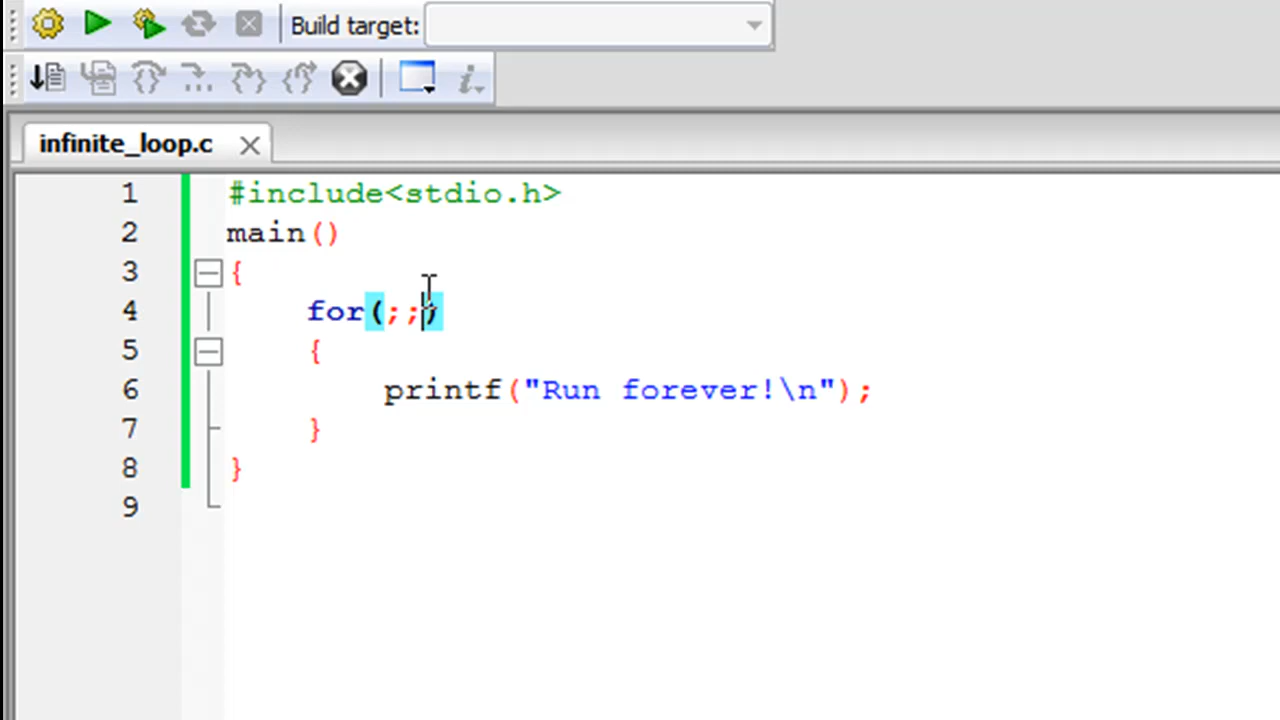 Build target:
infinite_loop.c
1 #include<stdio.h>
2 main()
3 {
4 for(;;)
5 {
6 printf("Run forever!\n");
7 }
8 }
9